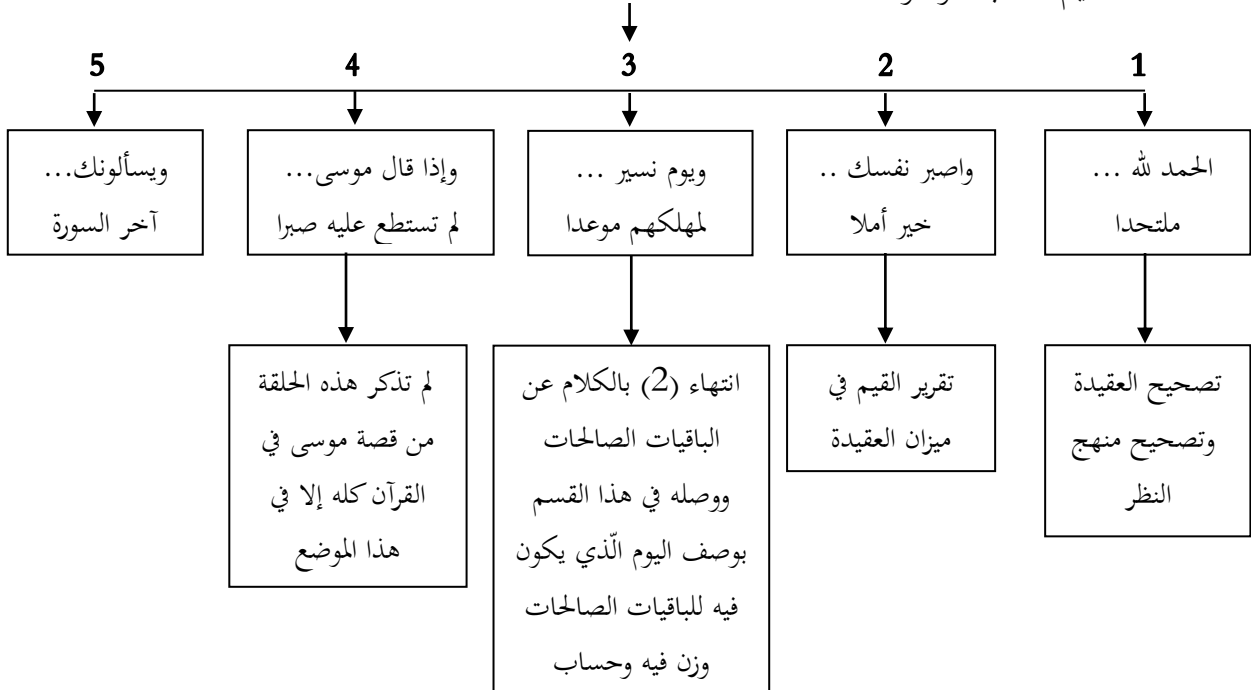 1
2
3
4
5
الحمد لله ...
ملتحدا
واصبر نفسك ..
خير أملا
ويوم نسير ...
لمهلكهم موعدا
وإذا قال موسى...
لم تستطع عليه صبرا
ويسألونك...
آخر السورة
تصحيح العقيدة
وتصحيح منهج
النظر
تقرير القيم في
ميزان العقيدة
انتهاء (2) بالكلام عن
الباقيات الصالحات
ووصله في هذا القسم
بوصف اليوم الّذي يكون
فيه للباقيات الصالحات
وزن فيه وحساب
لم تذكر هذه الحلقة
من قصة موسى في
القرآن كله إلا في
هذا الموضع